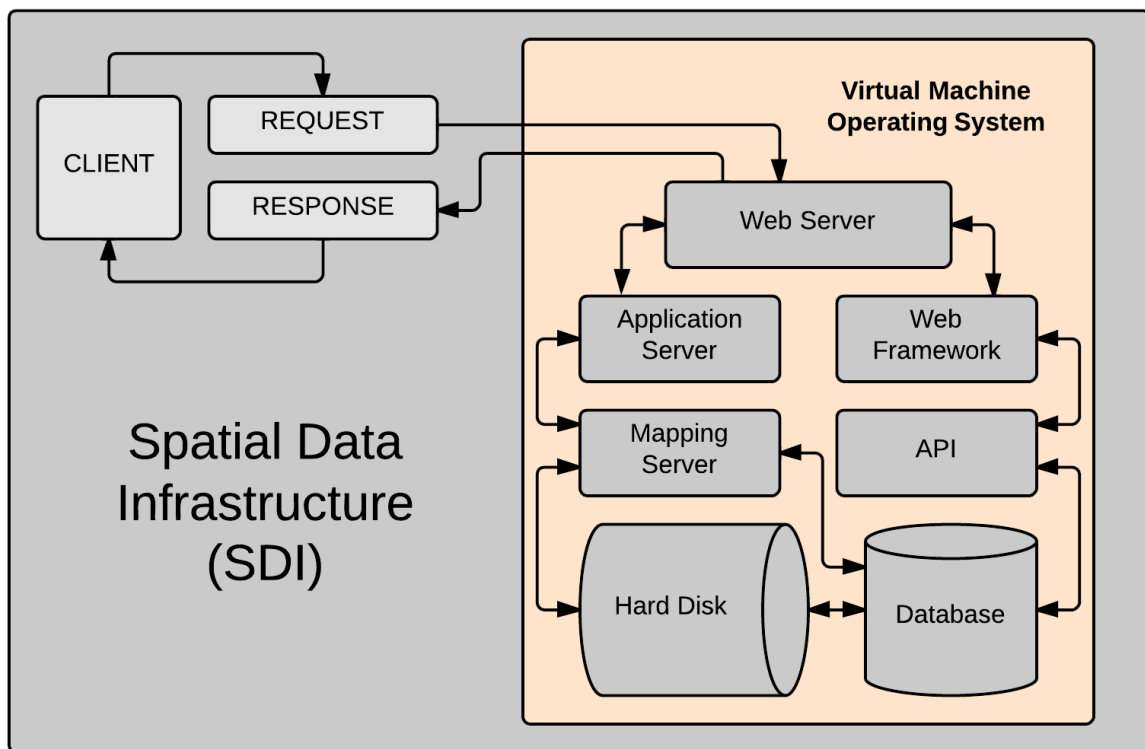 CLIENT
REQUEST
RESPONSE
Spatial Data
Infrastructure
(SDI)
Virtual Machine
Operating System
Web Server
Application
Server
Web
Framework
Mapping
Server
API
Hard Disk
Database